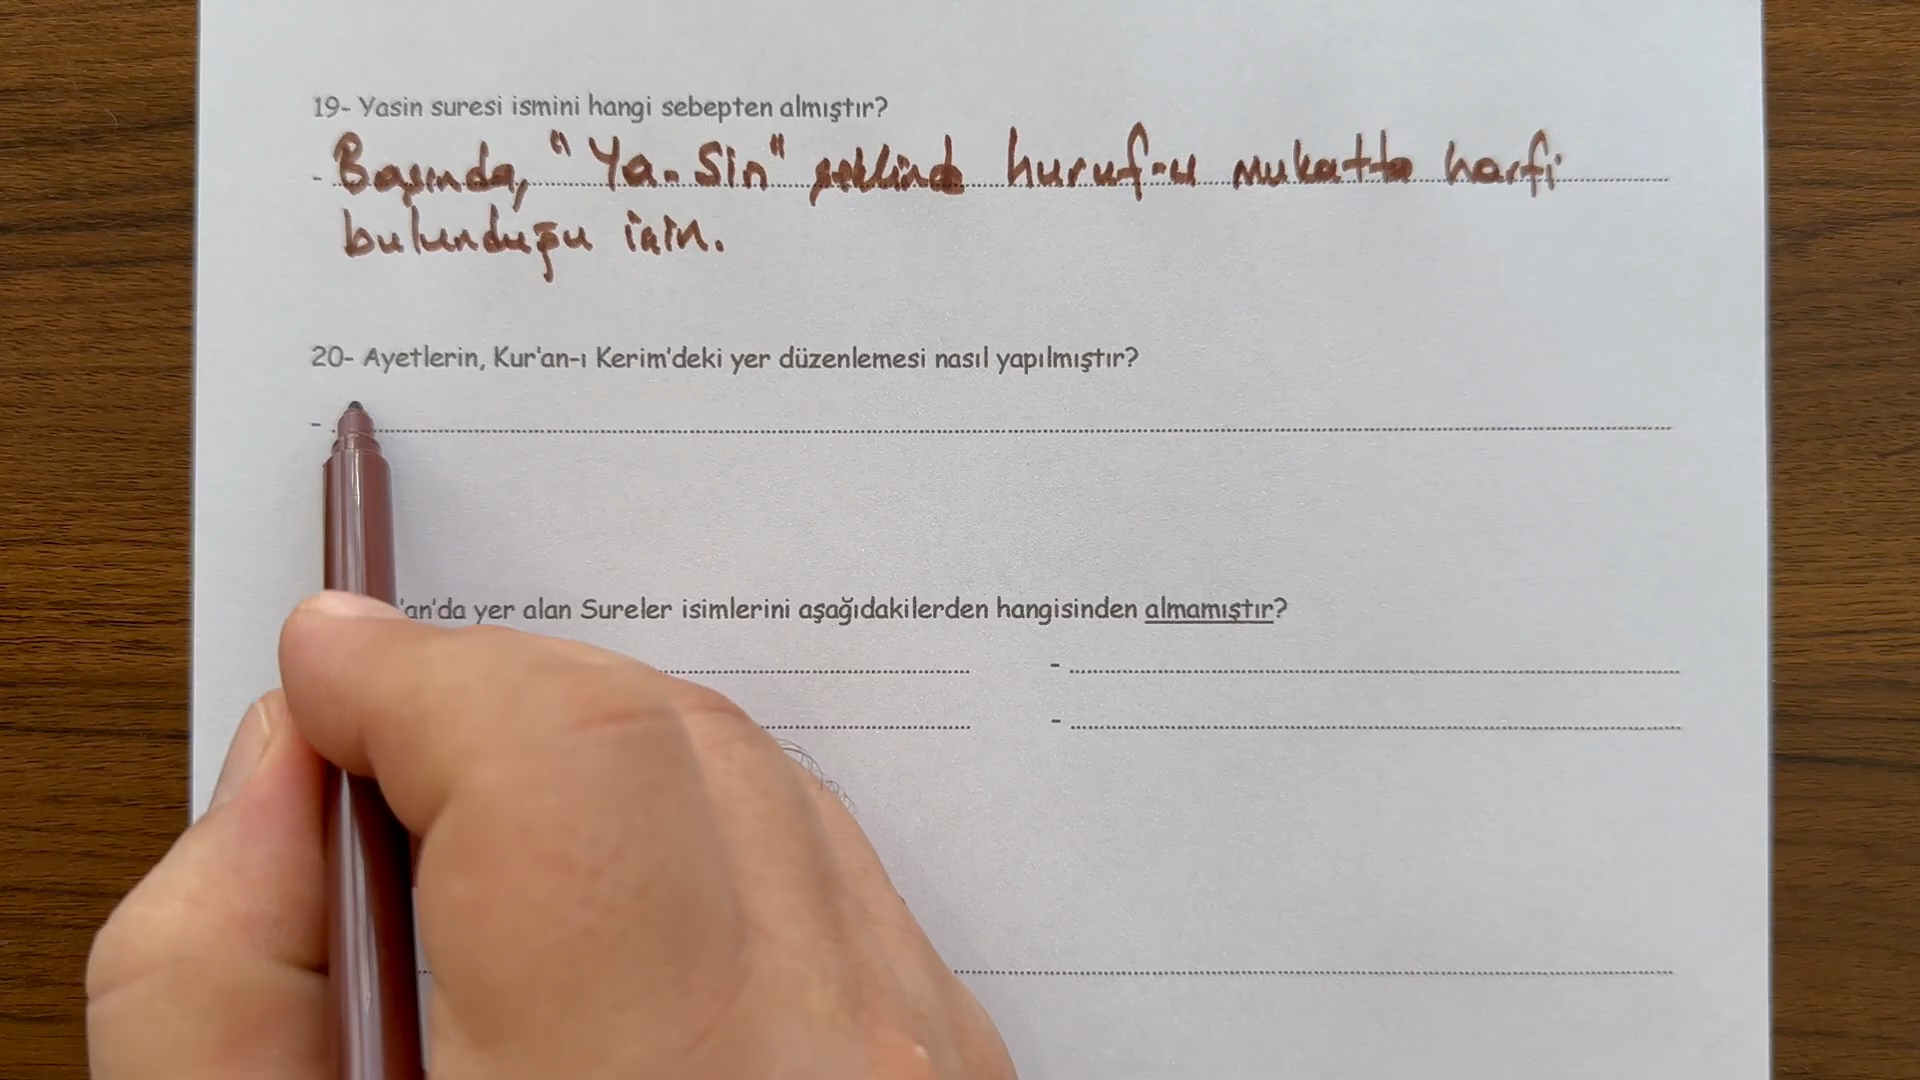 19- Yasin suresi ismini hangi sebepten almıştır?
- Başında, "Ya-Sin" şeklinde huruf-u mukatta harfi
bulunduğu için.
20- Ayetlerin, Kur'an-ı Kerim'deki yer düzenlemesi nasıl yapılmıştır?
-
'an'da yer alan Sureler isimlerini aşağıdakilerden hangisinden almamıştır?
-
-